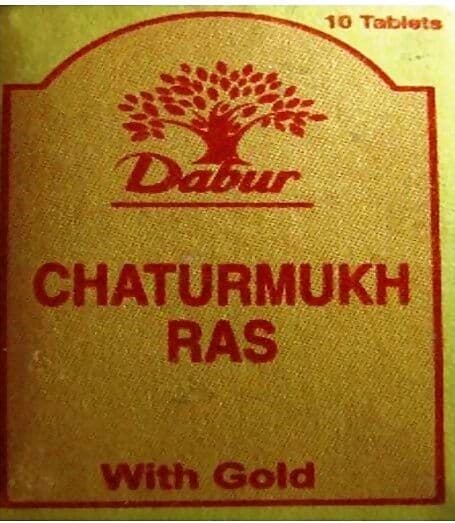 10 Tablets
Dabur
CHATURMUKH
RAS
With Gold